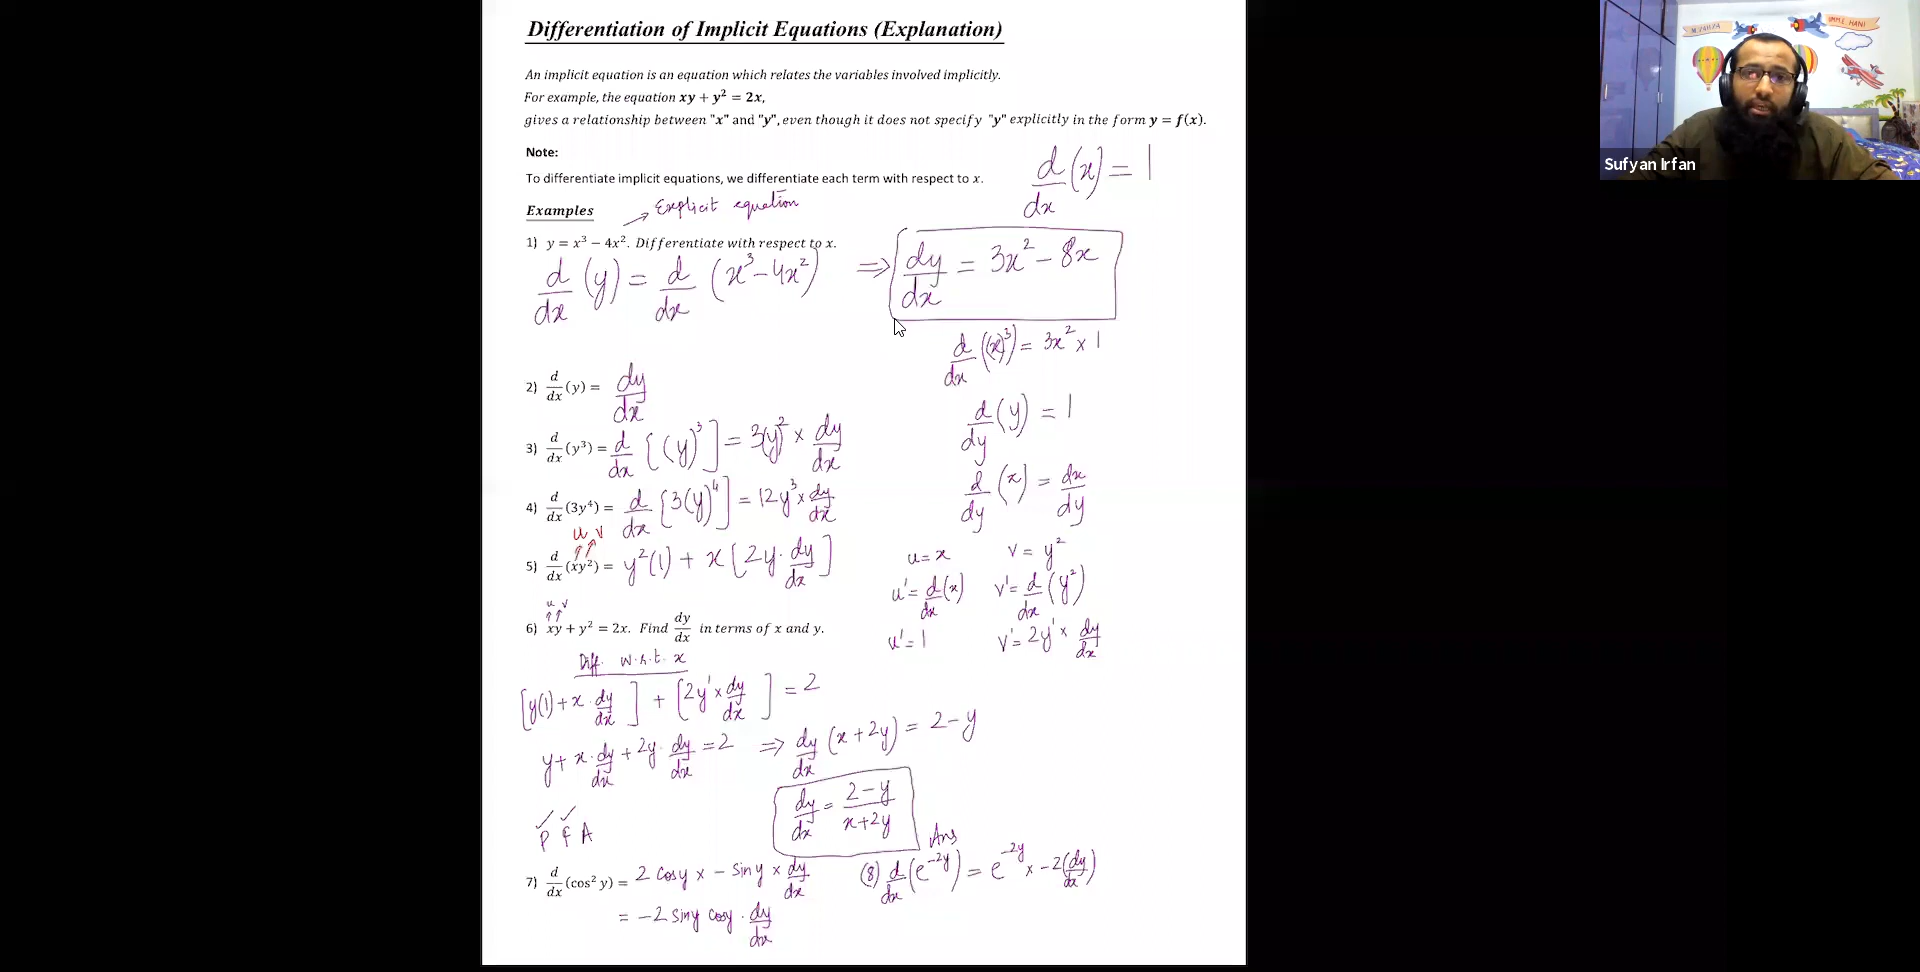 Differentiation of Implicit Equations (Explanation)
An implicit equation is an equation which relates the variables involved implicitly.
For example, the equation xy + y² = 2x,
gives a relationship between "x" and "y", even though it does not specify "y" explicitly in the form y = f(x).
Note:
To differentiate implicit equations, we differentiate each term with respect to x.
d/dx (x) = 1
Examples
→ Explicit equation
1) y = x³ − 4x². Differentiate with respect to x.
d/dx (y) = d/dx (x³ − 4x²) ⇒ dy/dx = 3x² − 8x
d/dx ((x)³) = 3x² × 1
2) d/dx (y) = dy/dx
d/dy (y) = 1
3) d/dx (y³) = d/dx [(y)³] = 3(y)² × dy/dx
d/dy (x) = dx/dy
4) d/dx (3y⁴) = d/dx [3(y)⁴] = 12y³ × dy/dx
u v
5) d/dx (xy²) = y²(1) + x [2y · dy/dx]
u = x v = y²
u' = d/dx (x) v' = d/dx (y²)
u' = 1 v' = 2y¹ × dy/dx
u v
6) xy + y² = 2x. Find dy/dx in terms of x and y.
Diff. w.r.t. x
[y(1) + x · dy/dx] + [2y¹ × dy/dx] = 2
y + x · dy/dx + 2y · dy/dx = 2 ⇒ dy/dx (x + 2y) = 2 − y
dy/dx = 2 − y / x + 2y
Ans
P F A
7) d/dx (cos² y) = 2 cosy × − siny × dy/dx
= −2 siny cosy · dy/dx
(8) d/dx (e⁻²ʸ) = e⁻²ʸ × −2(dy/dx)
Sufyan Irfan
M.YAHYA
UMM E HANI